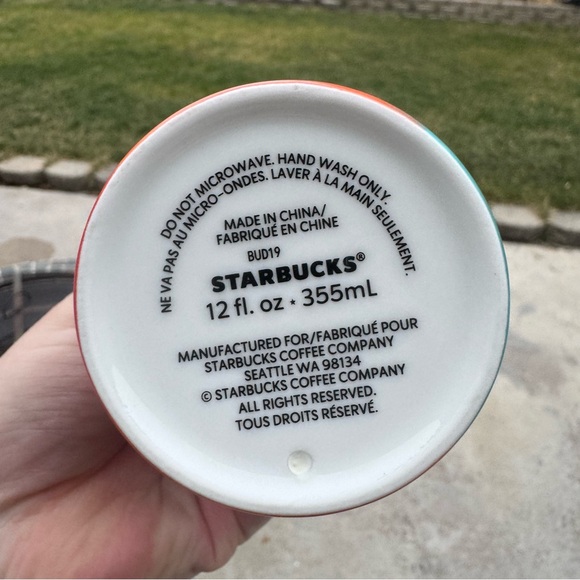 DO NOT MICROWAVE. HAND WASH ONLY.
NE VA PAS AU MICRO-ONDES. LAVER À LA MAIN SEULEMENT.
MADE IN CHINA/
FABRIQUÉ EN CHINE
BUD19
STARBUCKS®
12 fl. oz ⋆ 355mL
MANUFACTURED FOR/FABRIQUÉ POUR
STARBUCKS COFFEE COMPANY
SEATTLE WA 98134
© STARBUCKS COFFEE COMPANY
ALL RIGHTS RESERVED.
TOUS DROITS RÉSERVÉ.